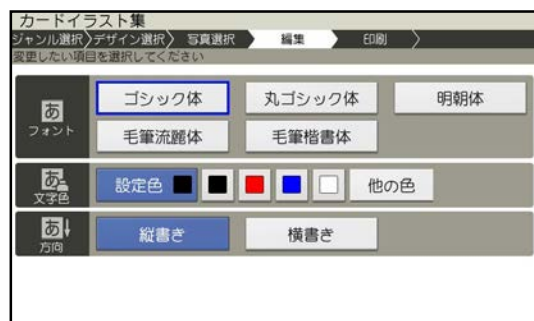 カードイラスト集
ジャンル選択〉デザイン選択〉 写真選択 編集 印刷 〉
変更したい項目を選択してください
あ
フォント
ゴシック体 丸ゴシック体 明朝体
毛筆流麗体 毛筆楷書体
あ
文字色
設定色 他の色
あ
方向
縦書き 横書き